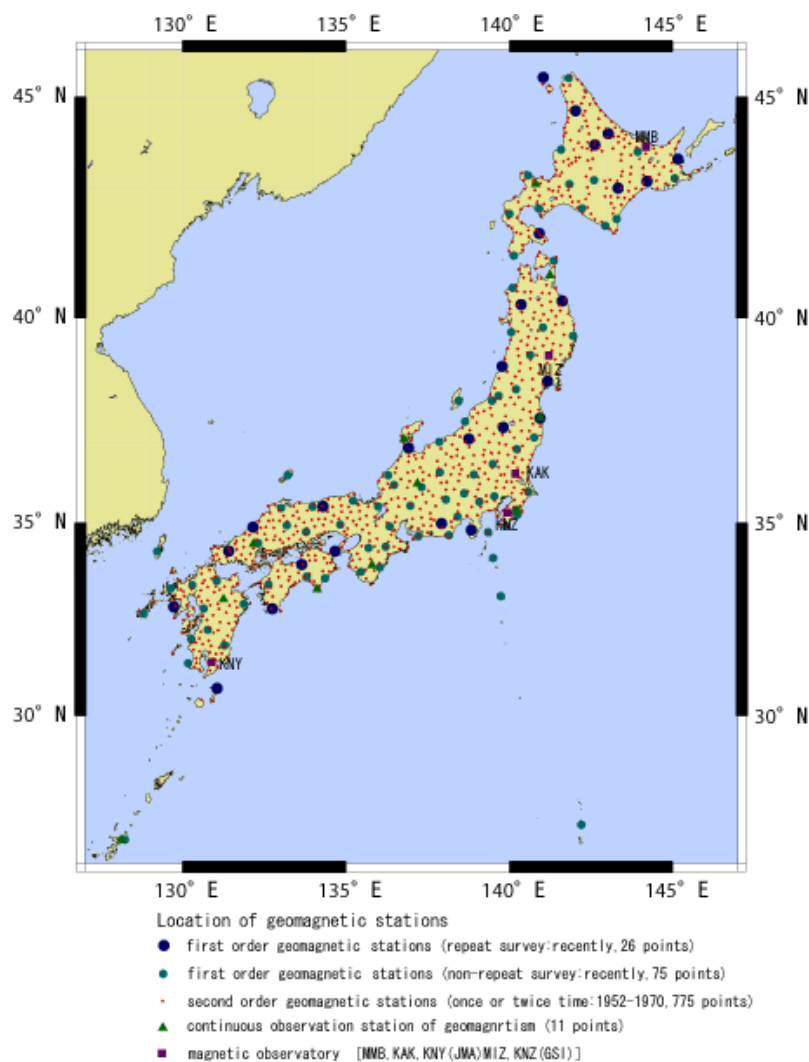 130° E 135° E 140° E 145° E
45° N 45° N
MMB
40° N 40° N
MIZ
KAK
35° N 35° N
KNZ
KNY
30° N 30° N
130° E 135° E 140° E 145° E
Location of geomagnetic stations
first order geomagnetic stations (repeat survey:recently,26 points)
first order geomagnetic stations (non-repeat survey:recently,75 points)
second order geomagnetic stations (once or twice time:1952-1970,775 points)
continuous observation station of geomagnrtism (11 points)
magnetic observatory [MMB,KAK,KNY(JMA)MIZ,KNZ(GSI)]